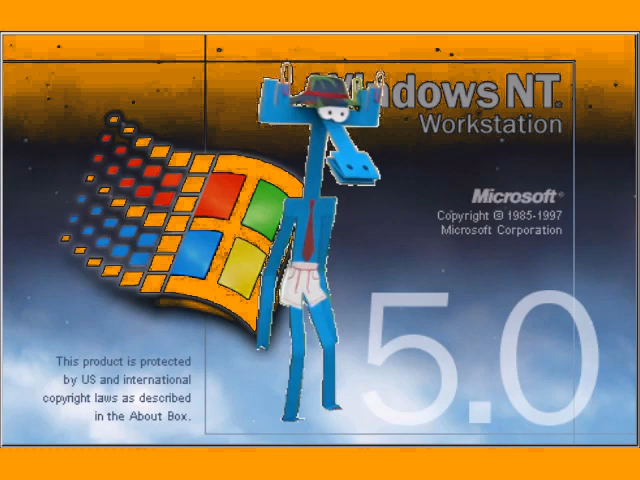 Windows NT.
Workstation
Microsoft®
Copyright © 1985-1997
Microsoft Corporation
5.0
This product is protected
by US and international
copyright laws as described
in the About Box.